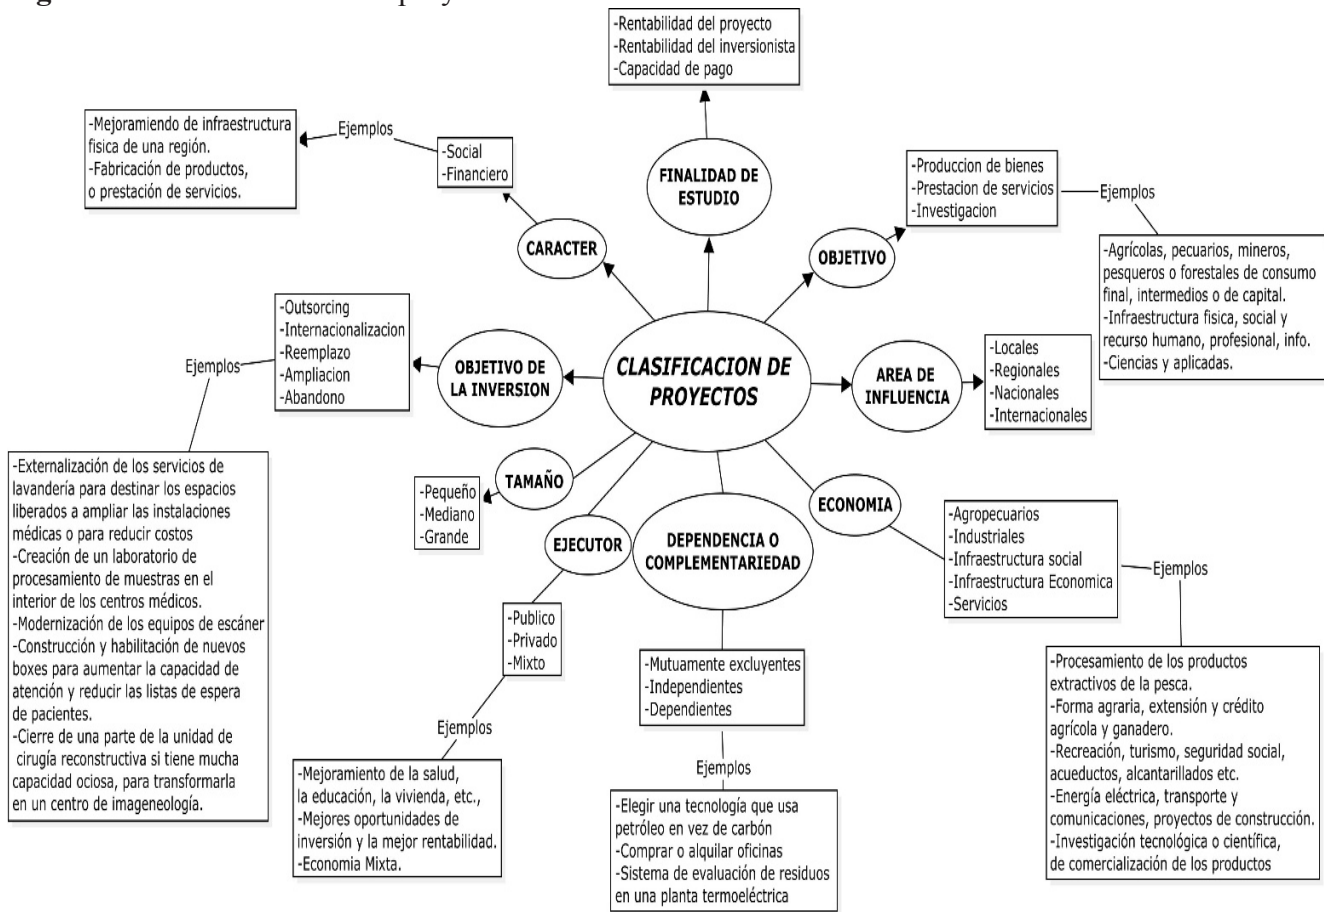 -Rentabilidad del proyecto
-Rentabilidad del inversionista
-Capacidad de pago
-Mejoramiendo de infraestructura
fisica de una región.
-Fabricación de productos,
o prestación de servicios.
Ejemplos
-Social
-Financiero
CARACTER
FINALIDAD DE
ESTUDIO
OBJETIVO
-Produccion de bienes
-Prestacion de servicios
-Investigacion
Ejemplos
-Agrícolas, pecuarios, mineros,
pesqueros o forestales de consumo
final, intermedios o de capital.
-Infraestructura fisica, social y
recurso humano, profesional, info.
-Ciencias y aplicadas.
CLASIFICACION DE
PROYECTOS
OBJETIVO DE
LA INVERSION
-Outsorcing
-Internacionalizacion
-Reemplazo
-Ampliacion
-Abandono
Ejemplos
-Externalización de los servicios de
lavandería para destinar los espacios
liberados a ampliar las instalaciones
médicas o para reducir costos
-Creación de un laboratorio de
procesamiento de muestras en el
interior de los centros médicos.
-Modernización de los equipos de escáner
-Construcción y habilitación de nuevos
boxes para aumentar la capacidad de
atención y reducir las listas de espera
de pacientes.
-Cierre de una parte de la unidad de
cirugía reconstructiva si tiene mucha
capacidad ociosa, para transformarla
en un centro de imageneología.
AREA DE
INFLUENCIA
-Locales
-Regionales
-Nacionales
-Internacionales
TAMAÑO
-Pequeño
-Mediano
-Grande
EJECUTOR
-Publico
-Privado
-Mixto
Ejemplos
-Mejoramiento de la salud,
la educación, la vivienda, etc.,
-Mejores oportunidades de
inversión y la mejor rentabilidad.
-Economia Mixta.
DEPENDENCIA O
COMPLEMENTARIEDAD
-Mutuamente excluyentes
-Independientes
-Dependientes
Ejemplos
-Elegir una tecnología que usa
petróleo en vez de carbón
-Comprar o alquilar oficinas
-Sistema de evaluación de residuos
en una planta termoeléctrica
ECONOMIA
-Agropecuarios
-Industriales
-Infraestructura social
-Infraestructura Economica
-Servicios
Ejemplos
-Procesamiento de los productos
extractivos de la pesca.
-Forma agraria, extensión y crédito
agrícola y ganadero.
-Recreación, turismo, seguridad social,
acueductos, alcantarillados etc.
-Energía eléctrica, transporte y
comunicaciones, proyectos de construcción.
-Investigación tecnológica o científica,
de comercialización de los productos